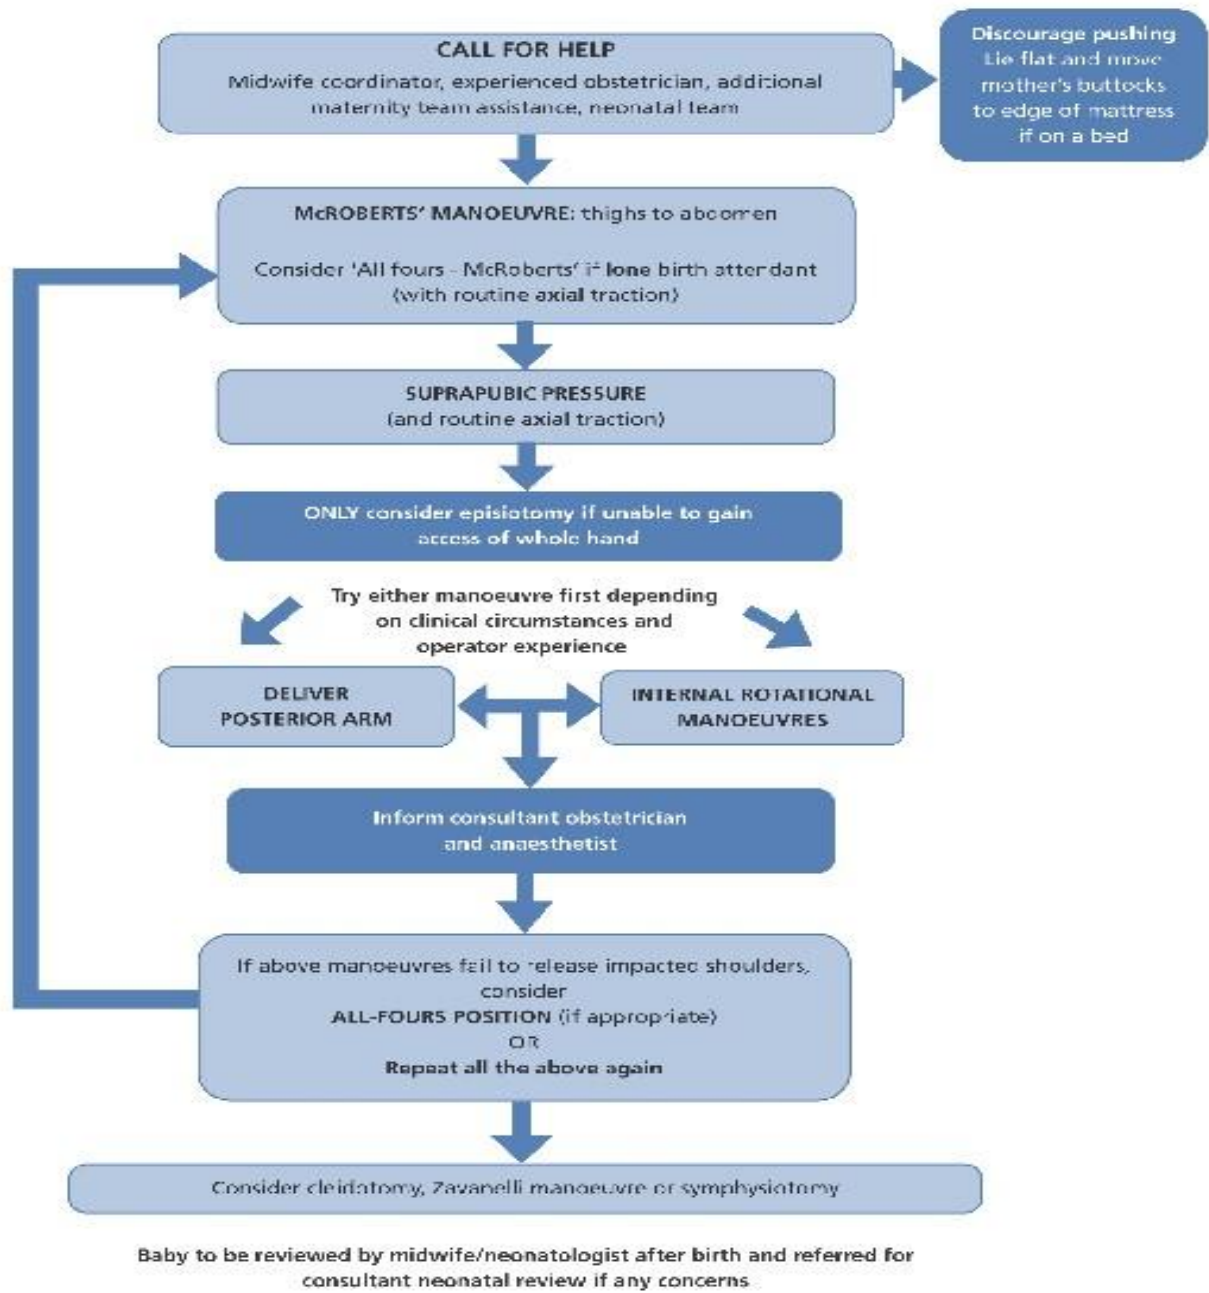 CALL FOR HELP
Midwife coordinator, experienced obstetrician, additional
maternity team assistance, neonatal team
Discourage pushing
Lie flat and move
mother's buttocks
to edge of mattress
if on a bed
McROBERTS' MANOEUVRE: thighs to abdomen
Consider 'All fours - McRoberts' if lone birth attendant
(with routine axial traction)
SUPRAPUBIC PRESSURE
(and routine axial traction)
ONLY consider episiotomy if unable to gain
access of whole hand
Try either manoeuvre first depending
on clinical circumstances and
operator experience
DELIVER
POSTERIOR ARM
INTERNAL ROTATIONAL
MANOEUVRES
Inform consultant obstetrician
and anaesthetist
If above manoeuvres fail to release impacted shoulders,
consider
ALL-FOURS POSITION (if appropriate)
OR
Repeat all the above again
Consider cleidotomy, Zavanelli manoeuvre or symphysiotomy
Baby to be reviewed by midwife/neonatologist after birth and referred for
consultant neonatal review if any concerns